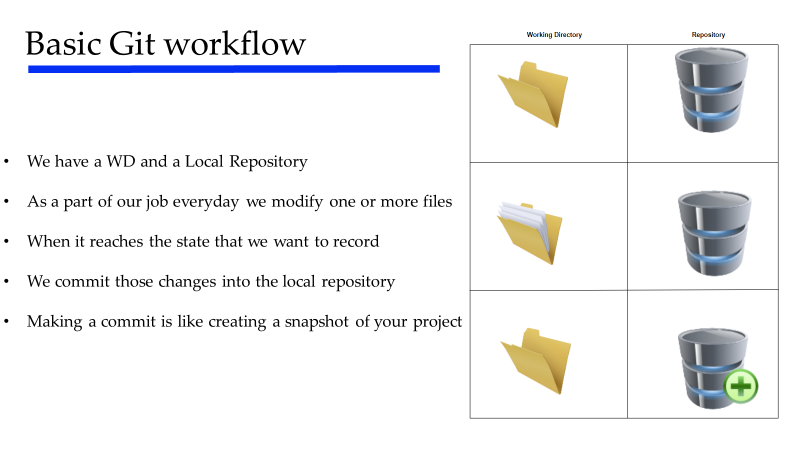 Basic Git workflow
• We have a WD and a Local Repository
• As a part of our job everyday we modify one or more files
• When it reaches the state that we want to record
• We commit those changes into the local repository
• Making a commit is like creating a snapshot of your project
Working Directory
Repository